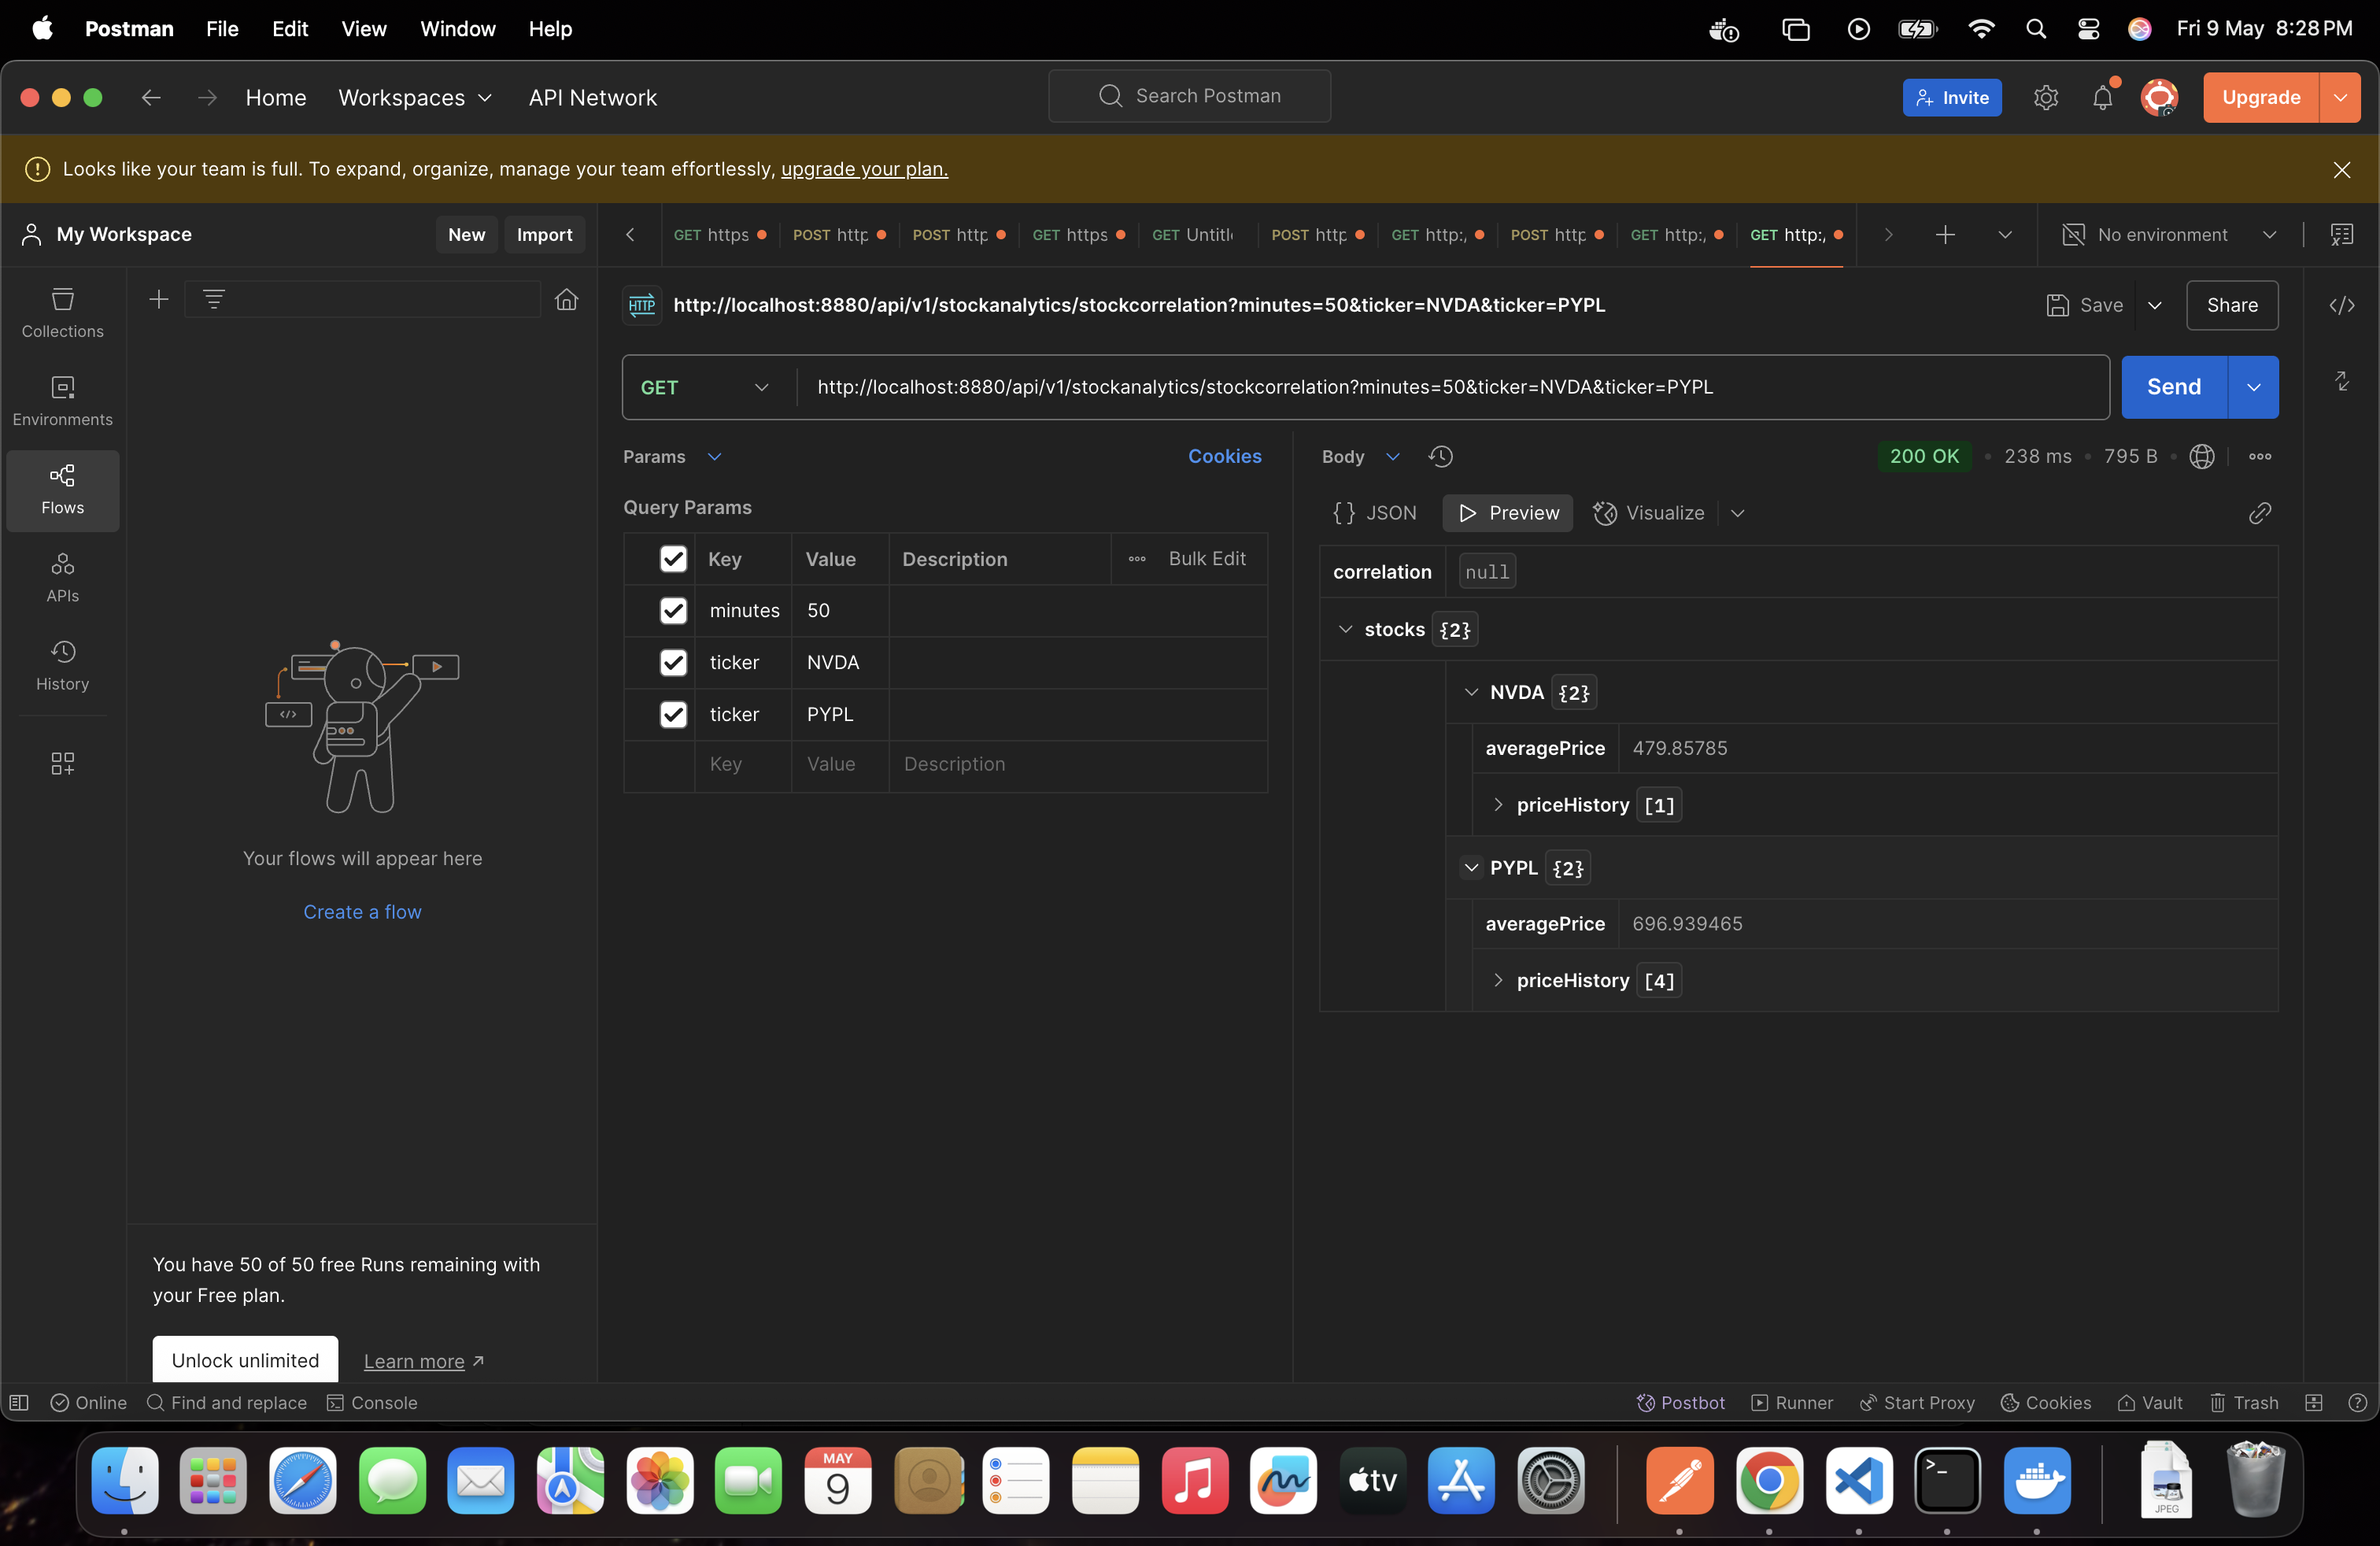 Postman File Edit View Window Help Fri 9 May 8:28 PM
Home Workspaces API Network Search Postman Invite Upgrade
Looks like your team is full. To expand, organize, manage your team effortlessly, upgrade your plan.
My Workspace New Import
GET https POST http POST http GET https GET Untitl POST http GET http:, POST http GET http:, GET http:, No environment
Collections
Environments
Flows
APIs
History
Your flows will appear here
Create a flow
You have 50 of 50 free Runs remaining with
your Free plan.
Unlock unlimited Learn more
HTTP http://localhost:8880/api/v1/stockanalytics/stockcorrelation?minutes=50&ticker=NVDA&ticker=PYPL Save Share
GET http://localhost:8880/api/v1/stockanalytics/stockcorrelation?minutes=50&ticker=NVDA&ticker=PYPL Send
Params Cookies
Query Params
Key Value Description Bulk Edit
minutes 50
ticker NVDA
ticker PYPL
Key Value Description
Body 200 OK 238 ms 795 B
{} JSON Preview Visualize
correlation null
stocks {2}
NVDA {2}
averagePrice 479.85785
priceHistory [1]
PYPL {2}
averagePrice 696.939465
priceHistory [4]
Online Find and replace Console Postbot Runner Start Proxy Cookies Vault Trash
MAY
9
tv
JPEG